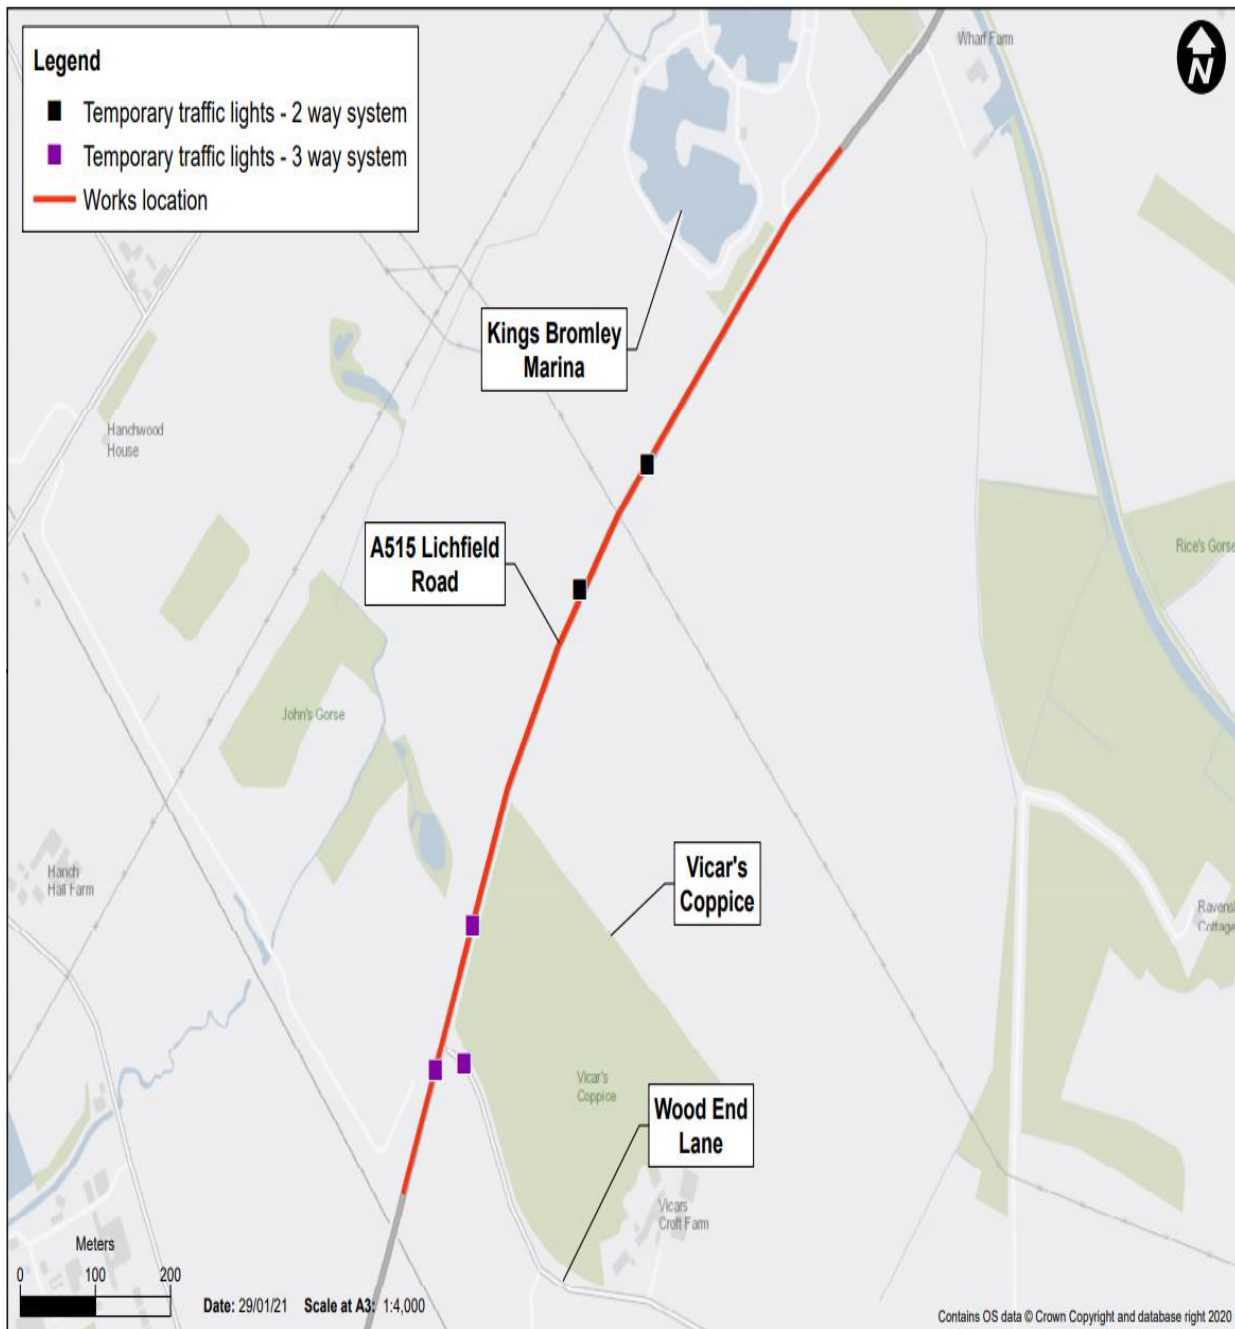 Legend
Temporary traffic lights - 2 way system
Temporary traffic lights - 3 way system
Works location
N
Wharf Farm
Kings Bromley
Marina
Hanchwood
House
A515 Lichfield
Road
Rice's Gorse
John's Gorse
Hanch
Hall Farm
Vicar's
Coppice
Cottage
Vicar's
Coppice
Wood End
Lane
Vicars
Croft Farm
Meters
0 100 200
Date: 29/01/21 Scale at A3: 1:4,000
Contains OS data © Crown Copyright and database right 2020